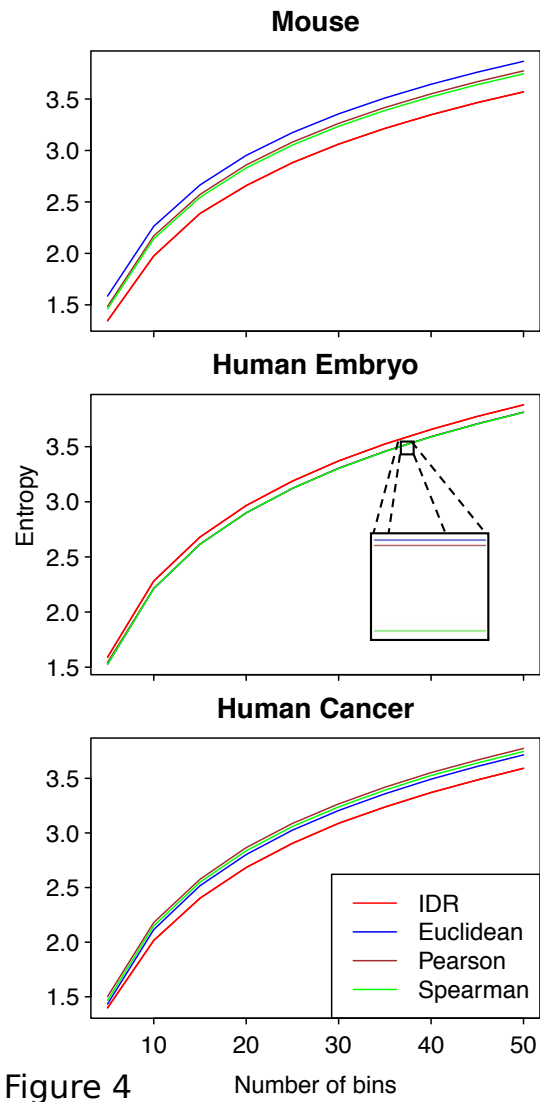 Mouse
3.5
3.0
2.5
2.0
1.5
Human Embryo
3.5
3.0
2.5
2.0
1.5
Entropy
Human Cancer
3.5
3.0
2.5
2.0
1.5
IDR
Euclidean
Pearson
Spearman
10 20 30 40 50
Number of bins
Figure 4